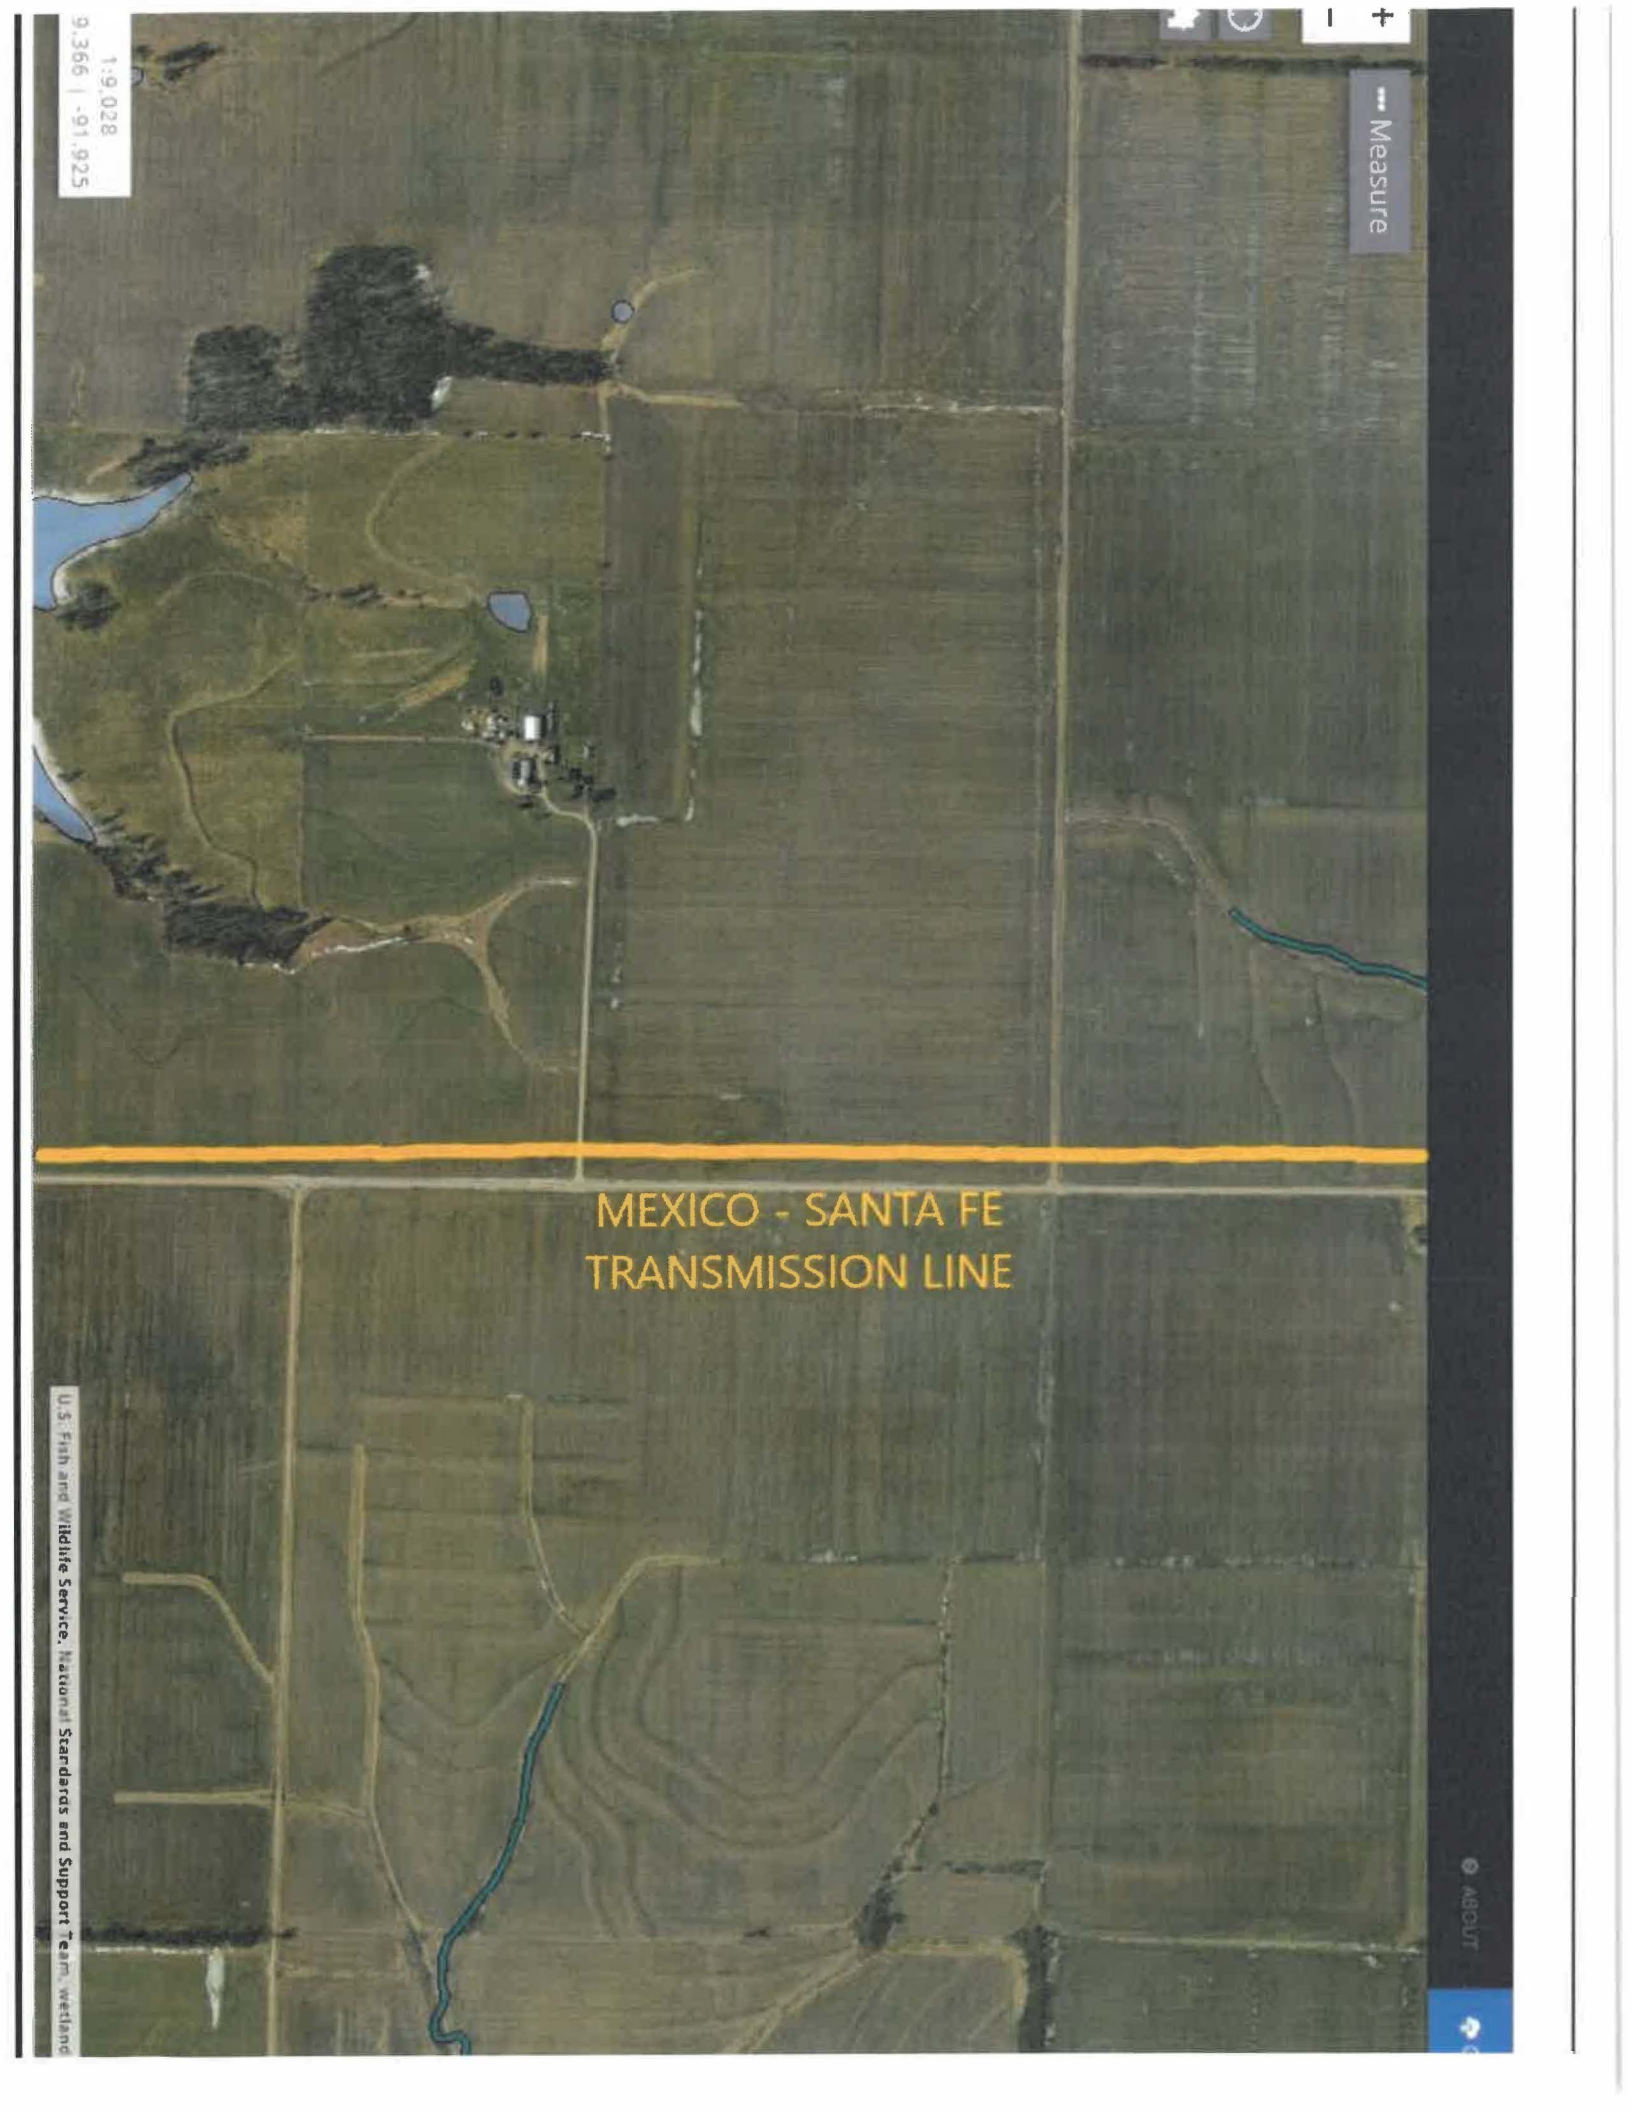 Measure
ABOUT
MEXICO - SANTA FE
TRANSMISSION LINE
1:9,028
9.366 | -91.925
U.S. Fish and Wildlife Service, National Standards and Support Team, wetland